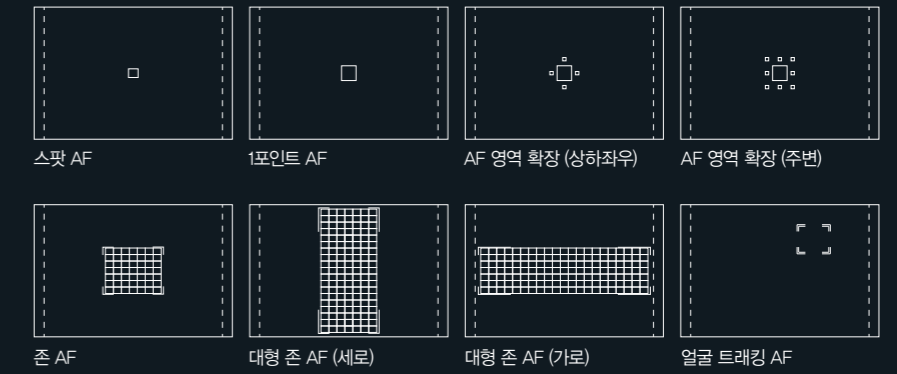 스팟 AF
1포인트 AF
AF 영역 확장 (상하좌우)
AF 영역 확장 (주변)
존 AF
대형 존 AF (세로)
대형 존 AF (가로)
얼굴 트래킹 AF